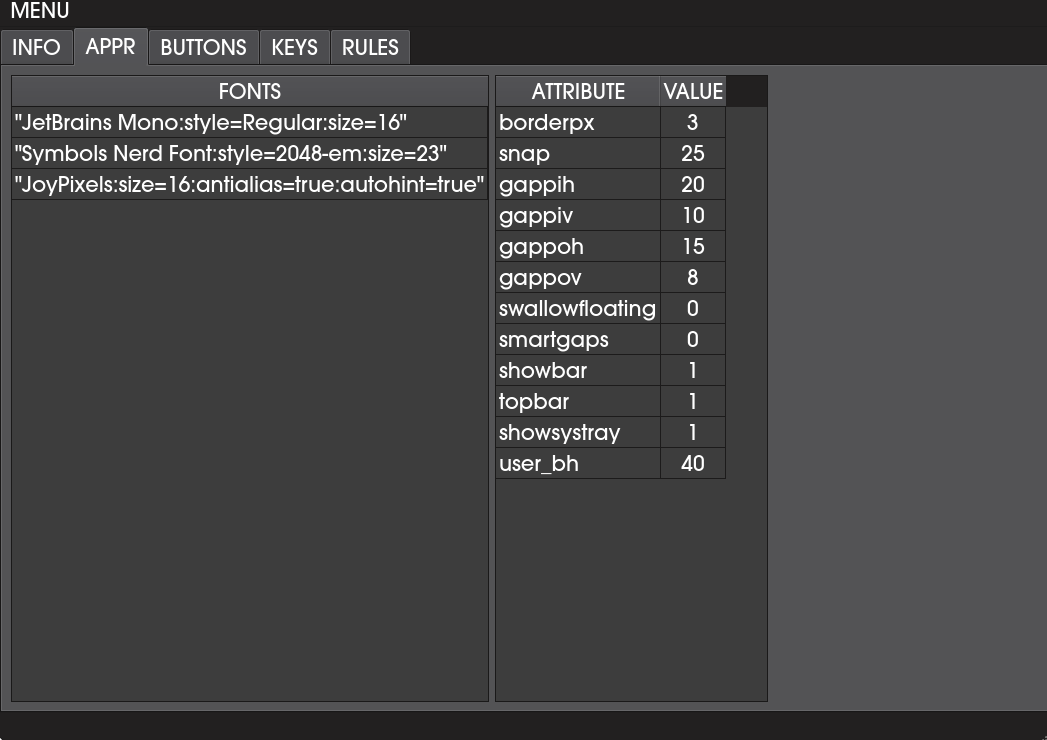 MENU
INFO APPR BUTTONS KEYS RULES
FONTS
"JetBrains Mono:style=Regular:size=16"
"Symbols Nerd Font:style=2048-em:size=23"
"JoyPixels:size=16:antialias=true:autohint=true"
ATTRIBUTE VALUE
borderpx 3
snap 25
gappih 20
gappiv 10
gappoh 15
gappov 8
swallowfloating 0
smartgaps 0
showbar 1
topbar 1
showsystray 1
user_bh 40